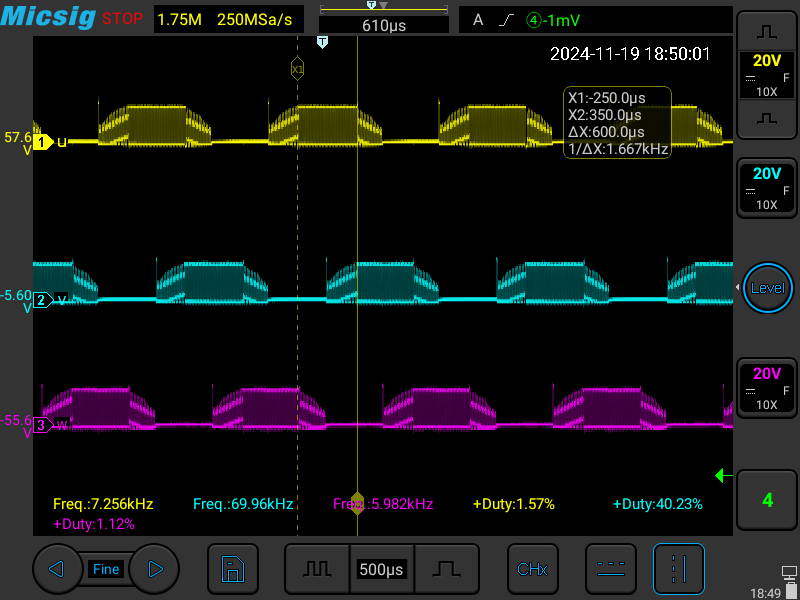 Micsig STOP 1.75M 250MSa/s 610μs A ④-1mV
T
T
2024-11-19 18:50:01
X1
X1:-250.0μs
X2:350.0μs
ΔX:600.0μs
1/ΔX:1.667kHz
20V
F
10X
57.6
V
1 u
20V
F
10X
-5.60
V
2 V
Level
20V
F
10X
-55.6
V
3 W
Freq.:7.256kHz Freq.:69.96kHz Freq.:5.982kHz +Duty:1.57% +Duty:40.23%
+Duty:1.12%
4
Fine 500μs CHx
18:49